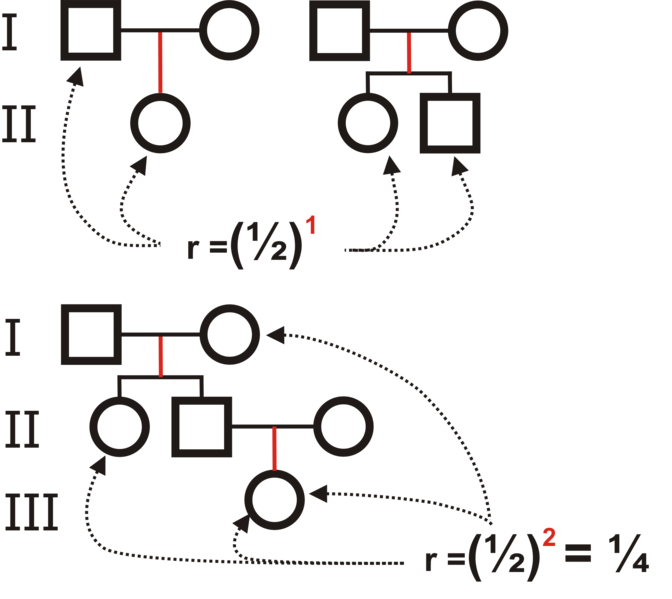 I
II
r =(½)¹
I
II
III
r =(½)² = ¼